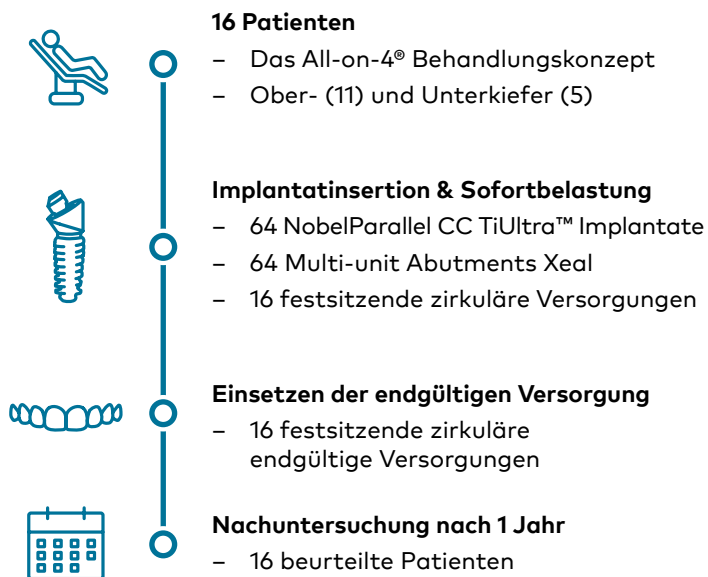 16 Patienten
– Das All-on-4® Behandlungskonzept
– Ober- (11) und Unterkiefer (5)
Implantatinsertion & Sofortbelastung
– 64 NobelParallel CC TiUltra™ Implantate
– 64 Multi-unit Abutments Xeal
– 16 festsitzende zirkuläre Versorgungen
Einsetzen der endgültigen Versorgung
– 16 festsitzende zirkuläre
endgültige Versorgungen
Nachuntersuchung nach 1 Jahr
– 16 beurteilte Patienten